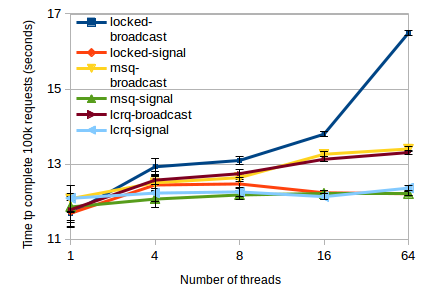 17
15
13
11
Time tp complete 100k requests (seconds)
locked-
broadcast
locked-signal
msq-
broadcast
msq-signal
lcrq-broadcast
lcrq-signal
1
4
8
16
64
Number of threads